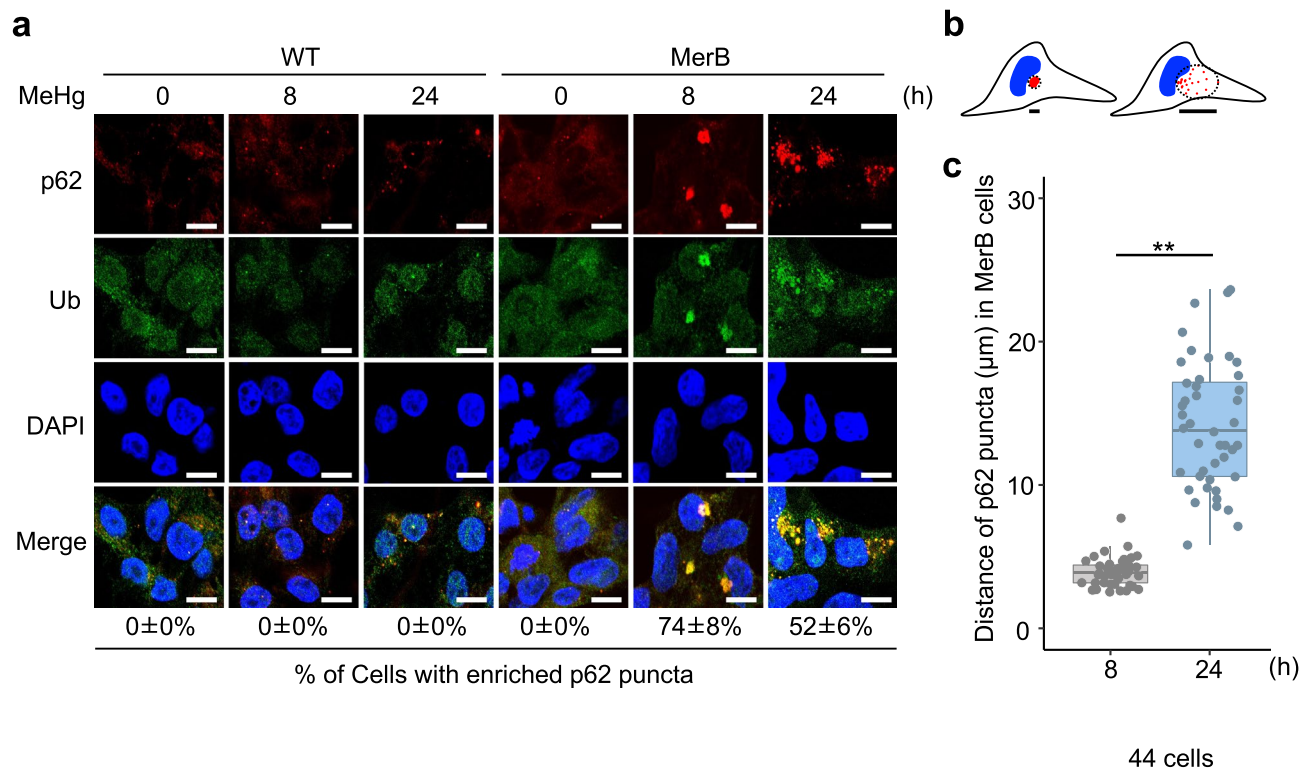 a
WT MerB
MeHg 0 8 24 0 8 24 (h)
p62
Ub
DAPI
Merge
0±0% 0±0% 0±0% 0±0% 74±8% 52±6%
% of Cells with enriched p62 puncta
b
c
Distance of p62 puncta (μm) in MerB cells
30
20
10
0
**
8 24 (h)
44 cells